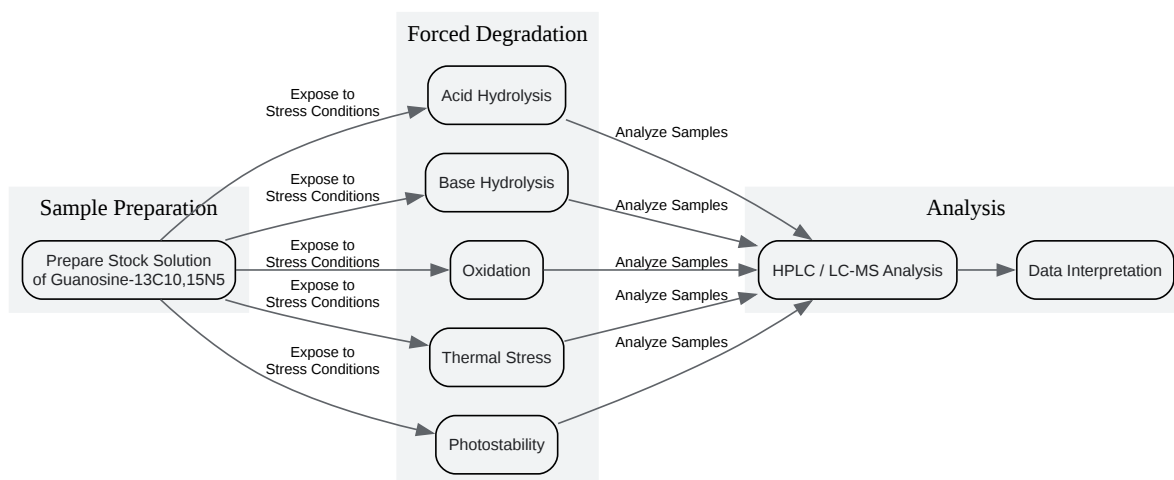 Sample Preparation
Prepare Stock Solution
of Guanosine-13C10,15N5
Expose to
Stress Conditions
Expose to
Stress Conditions
Expose to
Stress Conditions
Expose to
Stress Conditions
Expose to
Stress Conditions
Forced Degradation
Acid Hydrolysis
Base Hydrolysis
Oxidation
Thermal Stress
Photostability
Analyze Samples
Analyze Samples
Analyze Samples
Analyze Samples
Analyze Samples
Analysis
HPLC / LC-MS Analysis
Data Interpretation